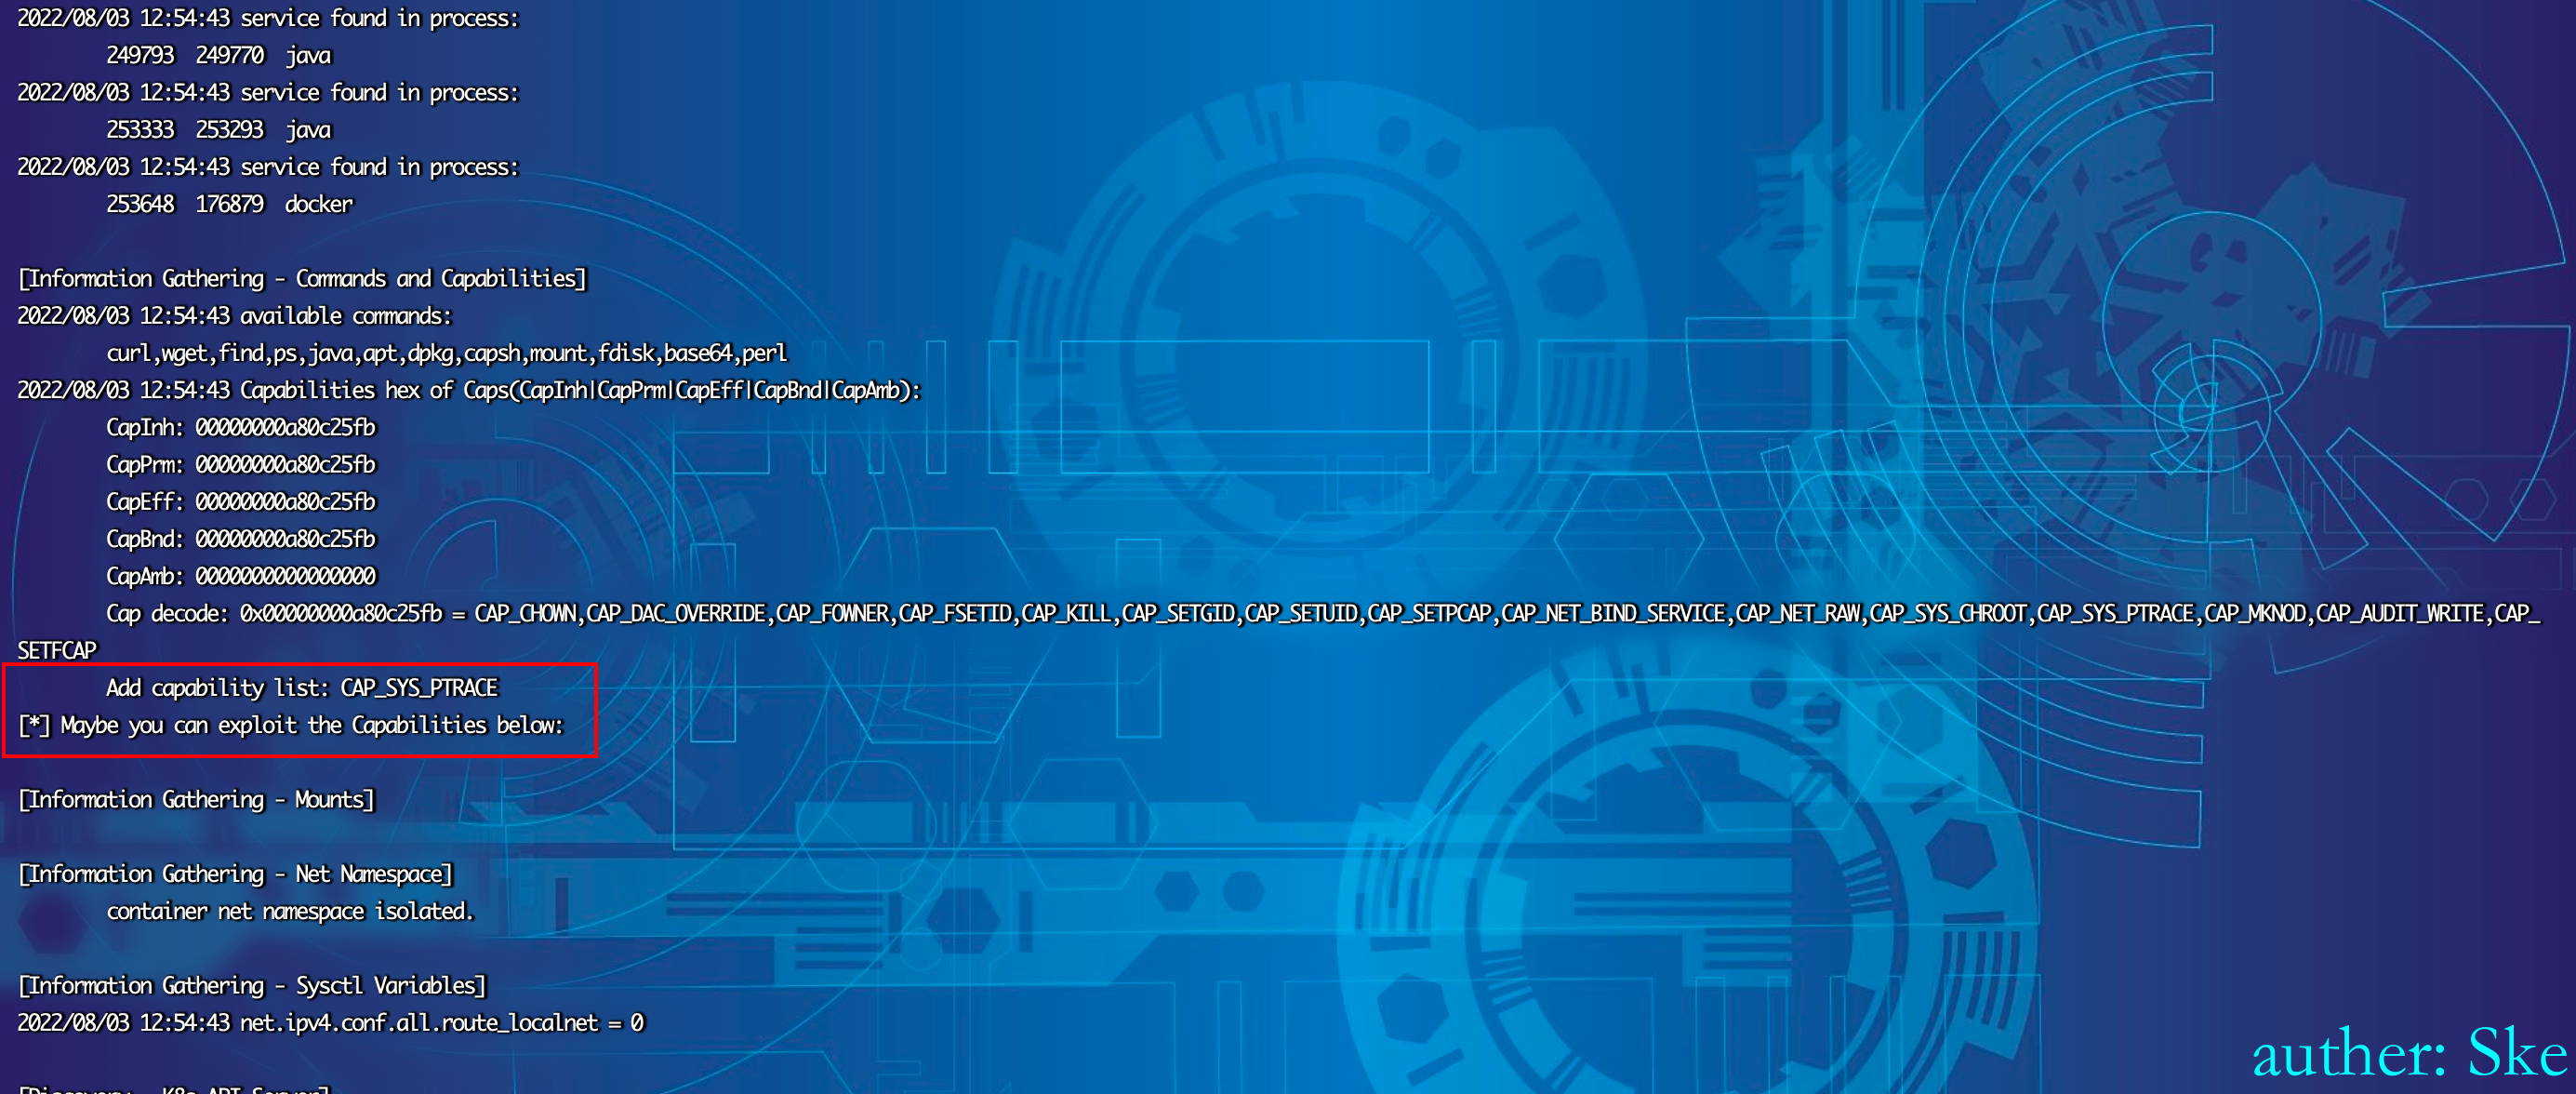 2022/08/03 12:54:43 service found in process:
249793 249770 java
2022/08/03 12:54:43 service found in process:
253333 253293 java
2022/08/03 12:54:43 service found in process:
253648 176879 docker
[Information Gathering - Commands and Capabilities]
2022/08/03 12:54:43 available commands:
curl,wget,find,ps,java,apt,dpkg,capsh,mount,fdisk,base64,perl
2022/08/03 12:54:43 Capabilities hex of Caps(CapInh|CapPrm|CapEff|CapBnd|CapAmb):
CapInh: 00000000a80c25fb
CapPrm: 00000000a80c25fb
CapEff: 00000000a80c25fb
CapBnd: 00000000a80c25fb
CapAmb: 0000000000000000
Cap decode: 0x00000000a80c25fb = CAP_CHOWN,CAP_DAC_OVERRIDE,CAP_FOWNER,CAP_FSETID,CAP_KILL,CAP_SETGID,CAP_SETUID,CAP_SETPCAP,CAP_NET_BIND_SERVICE,CAP_NET_RAW,CAP_SYS_CHROOT,CAP_SYS_PTRACE,CAP_MKNOD,CAP_AUDIT_WRITE,CAP_
SETFCAP
Add capability list: CAP_SYS_PTRACE
[*] Maybe you can exploit the Capabilities below:
[Information Gathering - Mounts]
[Information Gathering - Net Namespace]
container net namespace isolated.
[Information Gathering - Sysctl Variables]
2022/08/03 12:54:43 net.ipv4.conf.all.route_localnet = 0
[Discovery - K8s API Server]
auther: Ske